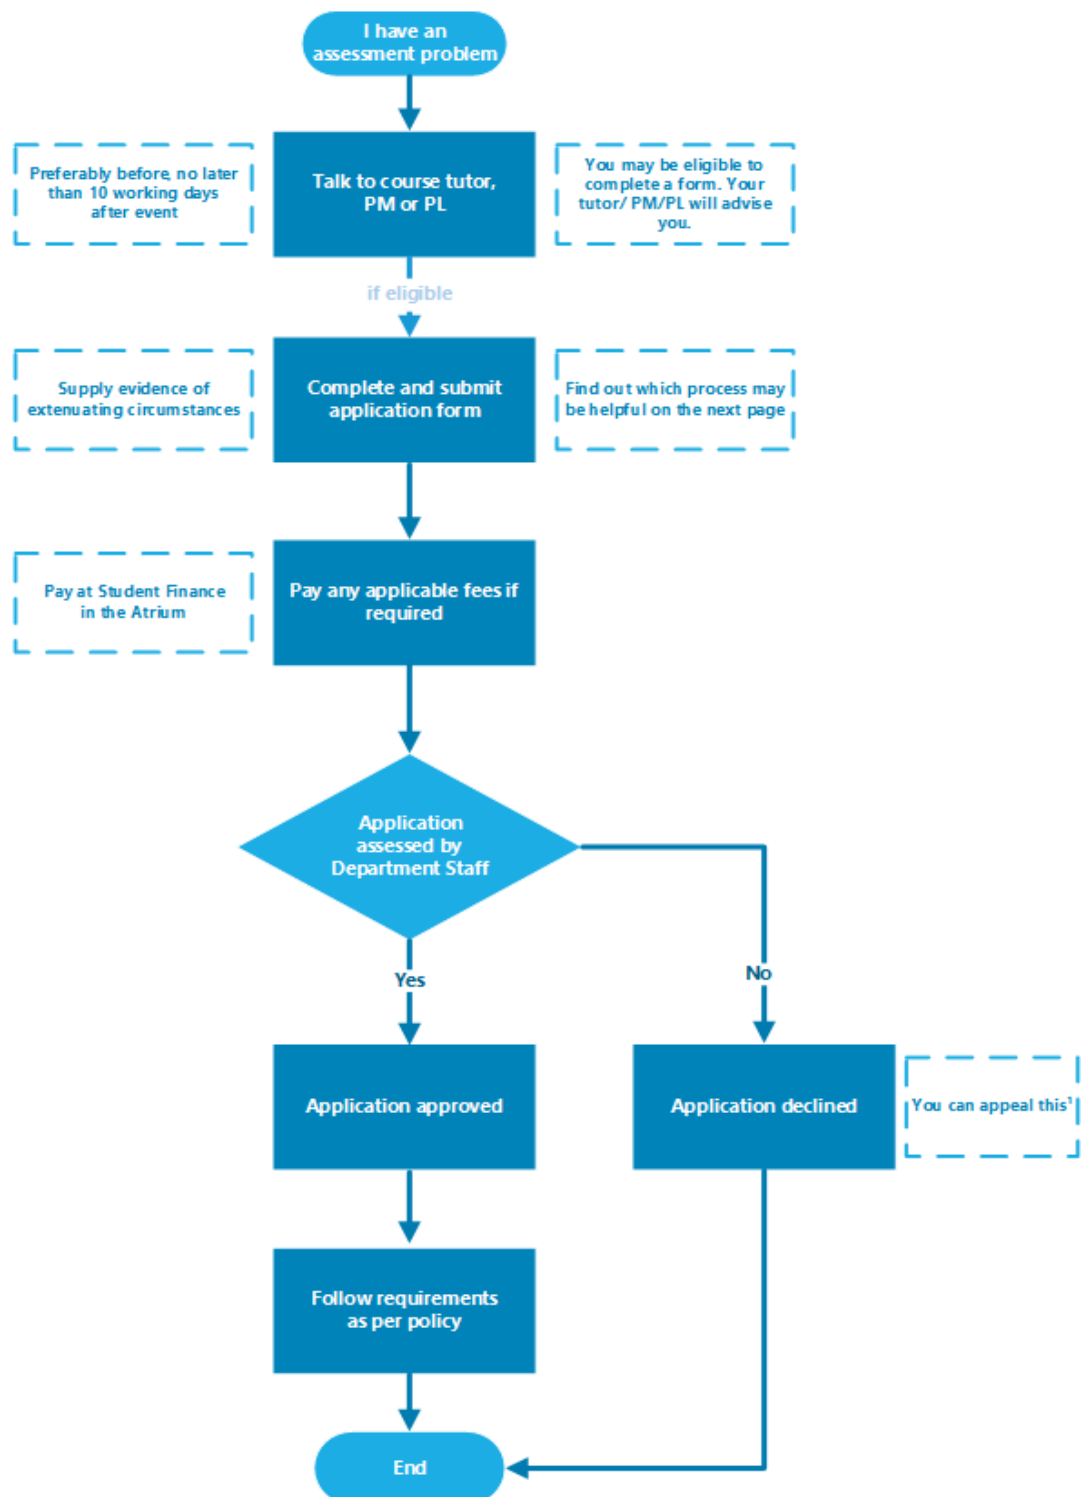 I have an
assessment problem
Preferably before, no later
than 10 working days
after event
Talk to course tutor,
PM or PL
You may be eligible to
complete a form. Your
tutor/ PM/PL will advise
you.
if eligible
Supply evidence of
extenuating circumstances
Complete and submit
application form
Find out which process may
be helpful on the next page
Pay at Student Finance
in the Atrium
Pay any applicable fees if
required
Application
assessed by
Department Staff
Yes
No
Application approved
Application declined
You can appeal this¹
Follow requirements
as per policy
End